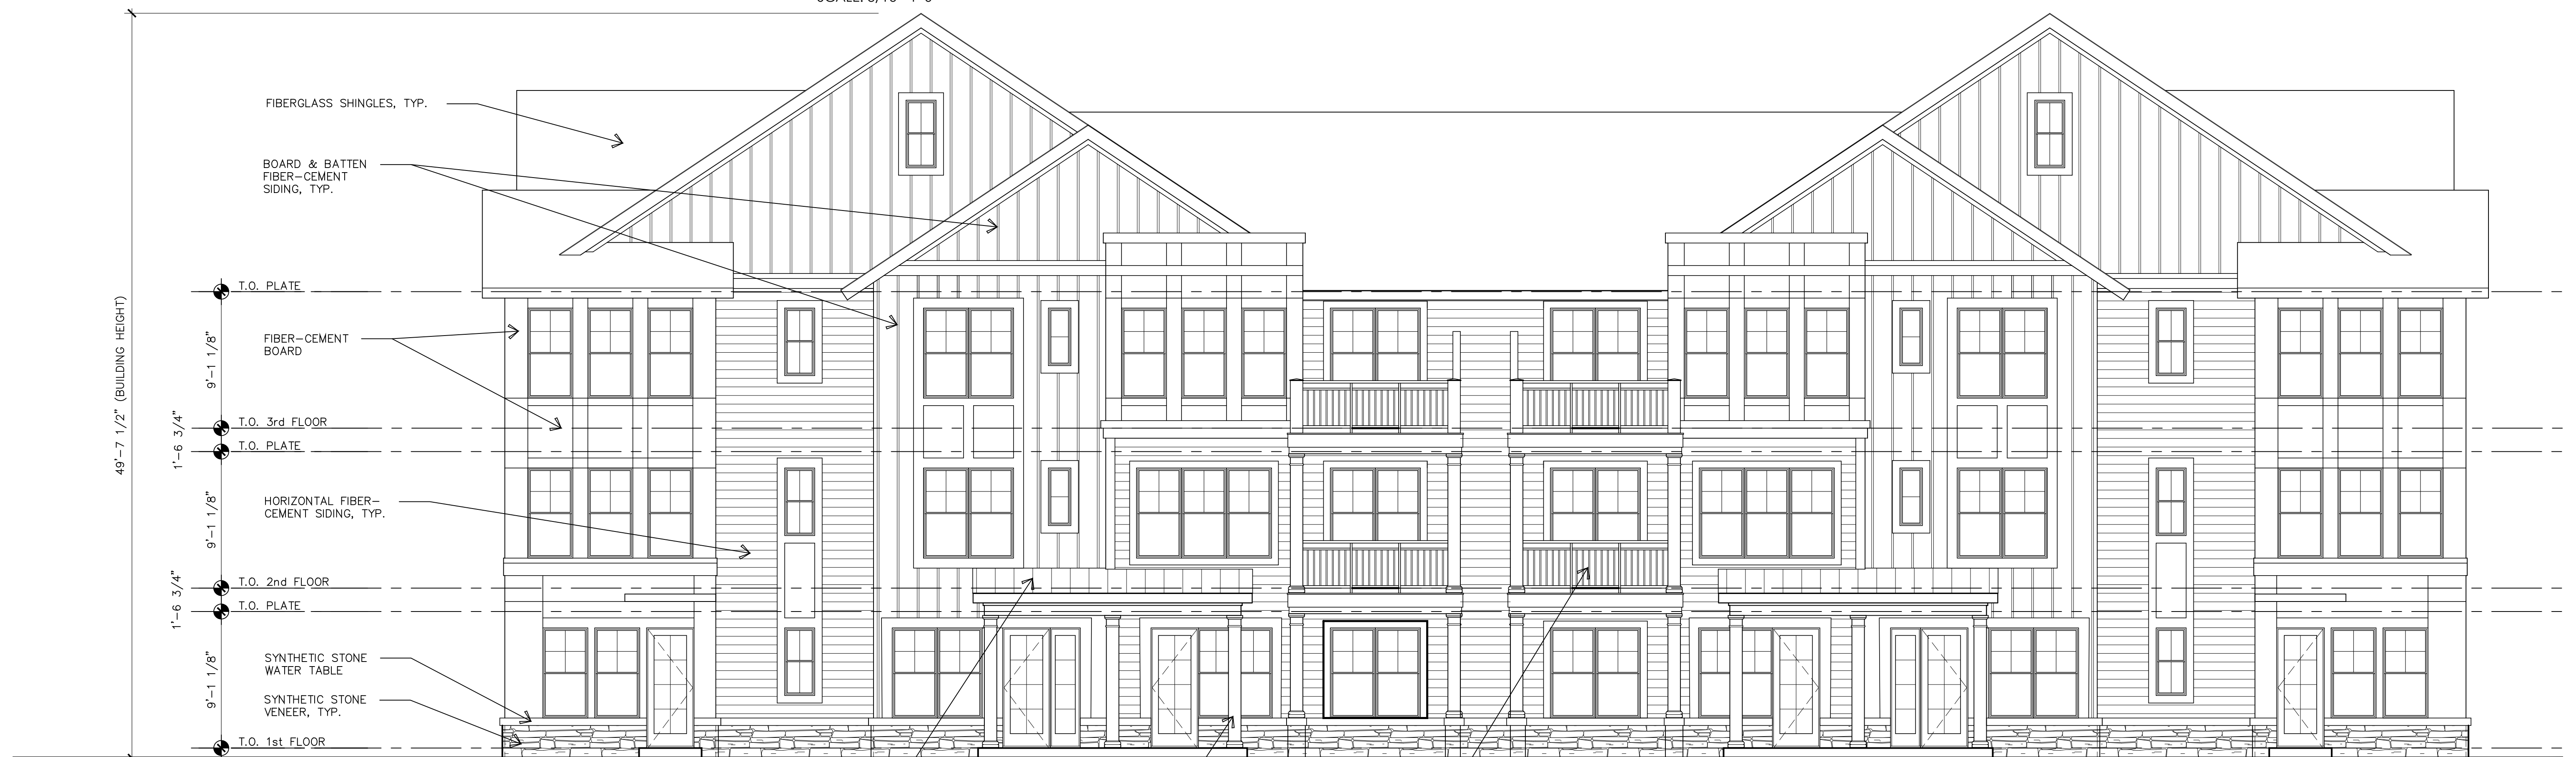 FIBERGLASS SHINGLES, TYP.
BOARD & BATTEN
FIBER-CEMENT
SIDING, TYP.
T.O. PLATE
FIBER-CEMENT
BOARD
9'-1 1/8"
49'-7 1/2" (BUILDING HEIGHT)
T.O. 3rd FLOOR
1'-6 3/4"
T.O. PLATE
HORIZONTAL FIBER-
CEMENT SIDING, TYP.
9'-1 1/8"
T.O. 2nd FLOOR
1'-6 3/4"
T.O. PLATE
SYNTHETIC STONE
WATER TABLE
9'-1 1/8"
SYNTHETIC STONE
VENEER, TYP.
T.O. 1st FLOOR